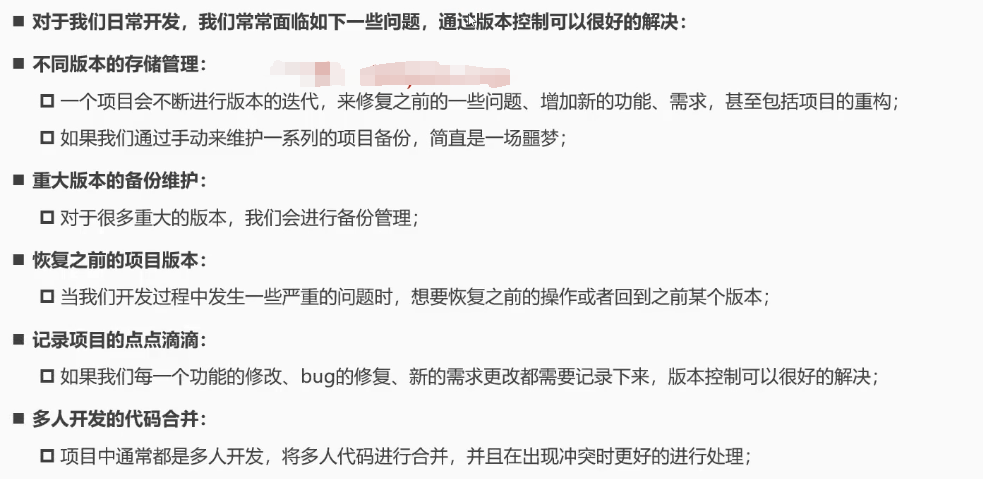 ■ 对于我们日常开发，我们常常面临如下一些问题，通过版本控制可以很好的解决：
■ 不同版本的存储管理：
□ 一个项目会不断进行版本的迭代，来修复之前的一些问题、增加新的功能、需求，甚至包括项目的重构；
□ 如果我们通过手动来维护一系列的项目备份，简直是一场噩梦；
■ 重大版本的备份维护：
□ 对于很多重大的版本，我们会进行备份管理；
■ 恢复之前的项目版本：
□ 当我们开发过程中发生一些严重的问题时，想要恢复之前的操作或者回到之前某个版本；
■ 记录项目的点点滴滴：
□ 如果我们每一个功能的修改、bug的修复、新的需求更改都需要记录下来，版本控制可以很好的解决；
■ 多人开发的代码合并：
□ 项目中通常都是多人开发，将多人代码进行合并，并且在出现冲突时更好的进行处理；